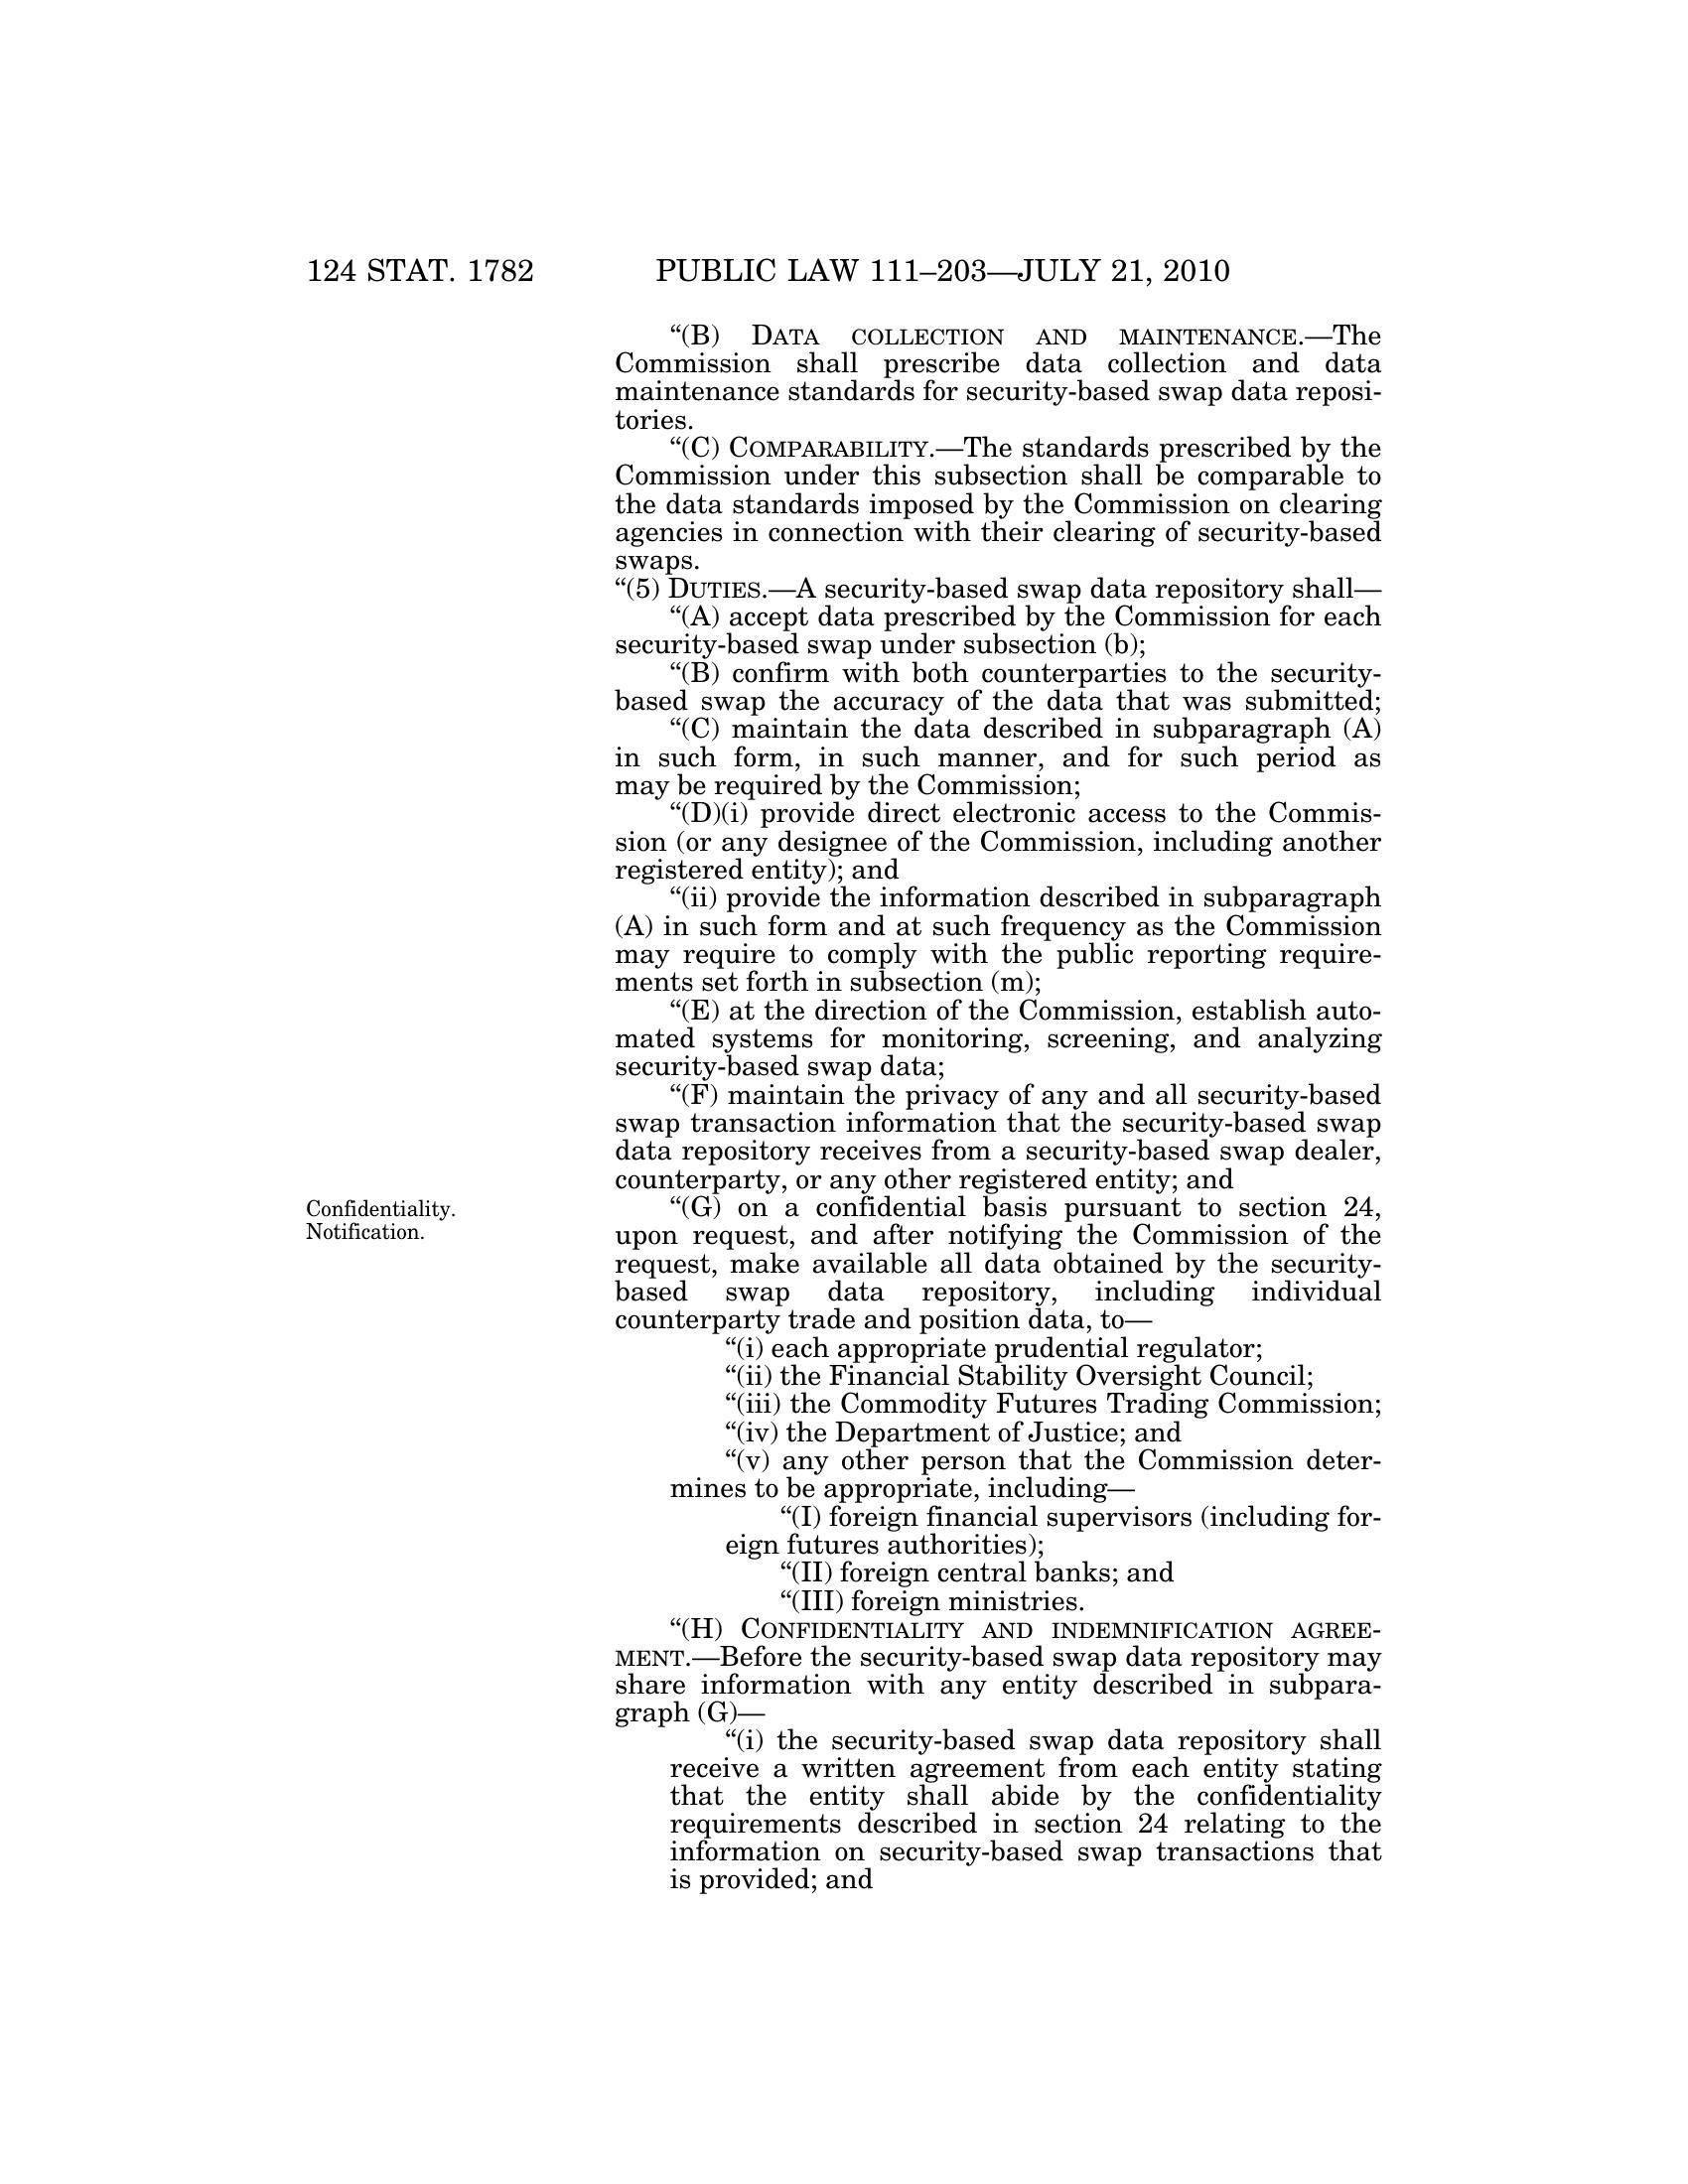 124 STAT. 1782 PUBLIC LAW 111–203—JULY 21, 2010
“(B) DATA COLLECTION AND MAINTENANCE.—The
Commission shall prescribe data collection and data
maintenance standards for security-based swap data reposi-
tories.
“(C) COMPARABILITY.—The standards prescribed by the
Commission under this subsection shall be comparable to
the data standards imposed by the Commission on clearing
agencies in connection with their clearing of security-based
swaps.
“(5) DUTIES.—A security-based swap data repository shall—
“(A) accept data prescribed by the Commission for each
security-based swap under subsection (b);
“(B) confirm with both counterparties to the security-
based swap the accuracy of the data that was submitted;
“(C) maintain the data described in subparagraph (A)
in such form, in such manner, and for such period as
may be required by the Commission;
“(D)(i) provide direct electronic access to the Commis-
sion (or any designee of the Commission, including another
registered entity); and
“(ii) provide the information described in subparagraph
(A) in such form and at such frequency as the Commission
may require to comply with the public reporting require-
ments set forth in subsection (m);
“(E) at the direction of the Commission, establish auto-
mated systems for monitoring, screening, and analyzing
security-based swap data;
“(F) maintain the privacy of any and all security-based
swap transaction information that the security-based swap
data repository receives from a security-based swap dealer,
counterparty, or any other registered entity; and
Confidentiality.
Notification.
“(G) on a confidential basis pursuant to section 24,
upon request, and after notifying the Commission of the
request, make available all data obtained by the security-
based swap data repository, including individual
counterparty trade and position data, to—
“(i) each appropriate prudential regulator;
“(ii) the Financial Stability Oversight Council;
“(iii) the Commodity Futures Trading Commission;
“(iv) the Department of Justice; and
“(v) any other person that the Commission deter-
mines to be appropriate, including—
“(I) foreign financial supervisors (including for-
eign futures authorities);
“(II) foreign central banks; and
“(III) foreign ministries.
“(H) CONFIDENTIALITY AND INDEMNIFICATION AGREE-
MENT.—Before the security-based swap data repository may
share information with any entity described in subpara-
graph (G)—
“(i) the security-based swap data repository shall
receive a written agreement from each entity stating
that the entity shall abide by the confidentiality
requirements described in section 24 relating to the
information on security-based swap transactions that
is provided; and